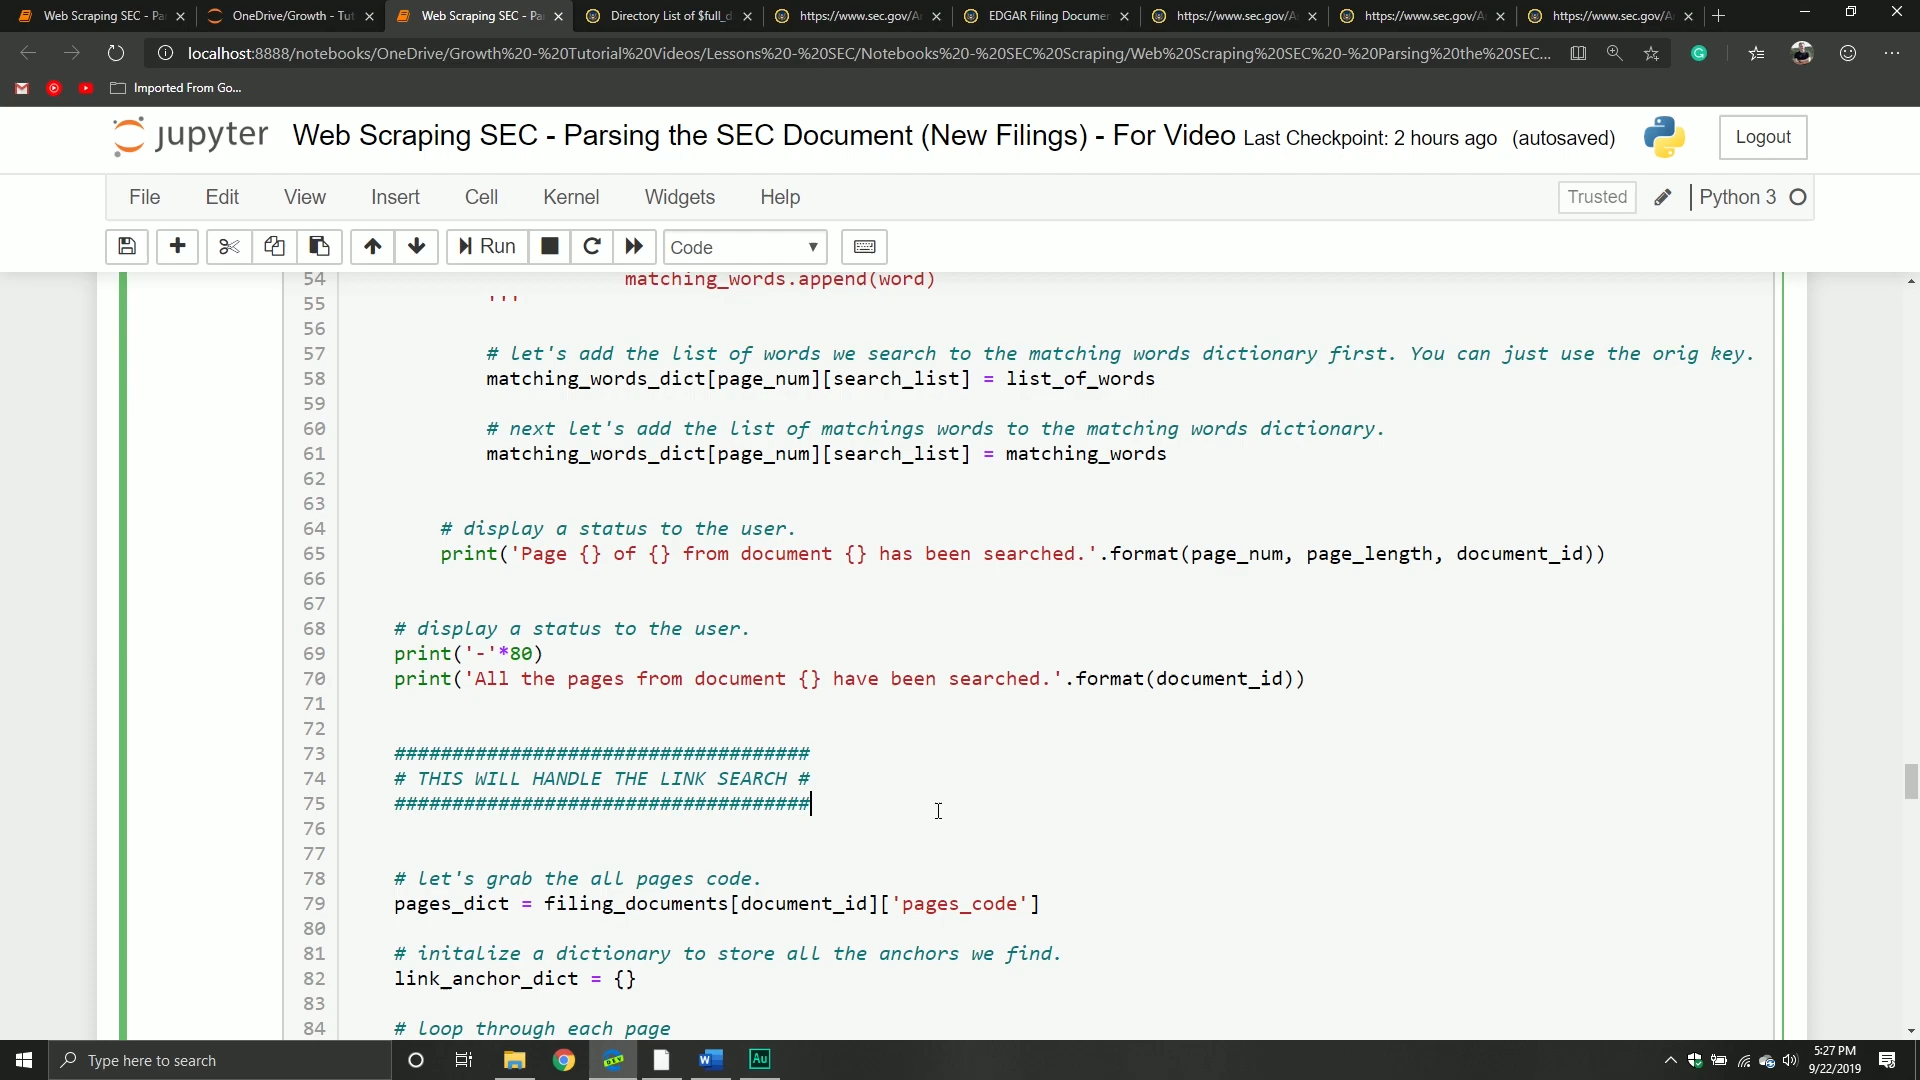 Web Scraping SEC - Pa
OneDrive/Growth - Tut
Web Scraping SEC - Pa
Directory List of $full_d
https://www.sec.gov/A
EDGAR Filing Documen
https://www.sec.gov/A
https://www.sec.gov/A
https://www.sec.gov/A
localhost:8888/notebooks/OneDrive/Growth%20-%20Tutorial%20Videos/Lessons%20-%20SEC/Notebooks%20-%20SEC%20Scraping/Web%20Scraping%20SEC%20-%20Parsing%20the%20SEC...
Imported From Go...
jupyter Web Scraping SEC - Parsing the SEC Document (New Filings) - For Video Last Checkpoint: 2 hours ago (autosaved) Logout
File Edit View Insert Cell Kernel Widgets Help Trusted Python 3
Run Code
54 matching_words.append(word)
55 '''
56
57 # let's add the list of words we search to the matching words dictionary first. You can just use the orig key.
58 matching_words_dict[page_num][search_list] = list_of_words
59
60 # next let's add the list of matchings words to the matching words dictionary.
61 matching_words_dict[page_num][search_list] = matching_words
62
63
64 # display a status to the user.
65 print('Page {} of {} from document {} has been searched.'.format(page_num, page_length, document_id))
66
67
68 # display a status to the user.
69 print('-'*80)
70 print('All the pages from document {} have been searched.'.format(document_id))
71
72
73 ####################################
74 # THIS WILL HANDLE THE LINK SEARCH #
75 ####################################
76
77
78 # let's grab the all pages code.
79 pages_dict = filing_documents[document_id]['pages_code']
80
81 # initalize a dictionary to store all the anchors we find.
82 link_anchor_dict = {}
83
84 # loop through each page
Type here to search
DEV
Au
5:27 PM
9/22/2019